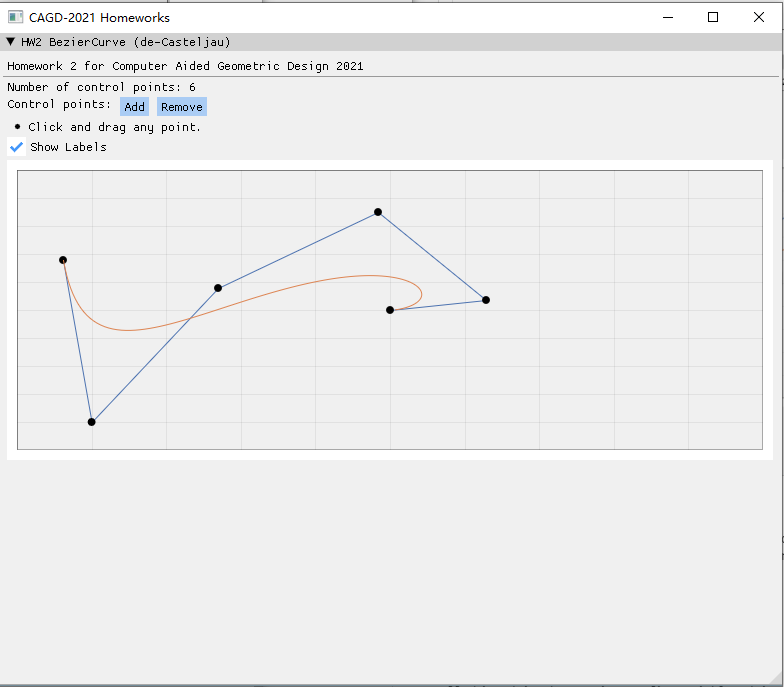 CAGD-2021 Homeworks
HW2 BezierCurve (de-Casteljau)
Homework 2 for Computer Aided Geometric Design 2021
Number of control points: 6
Control points: Add Remove
Click and drag any point.
Show Labels